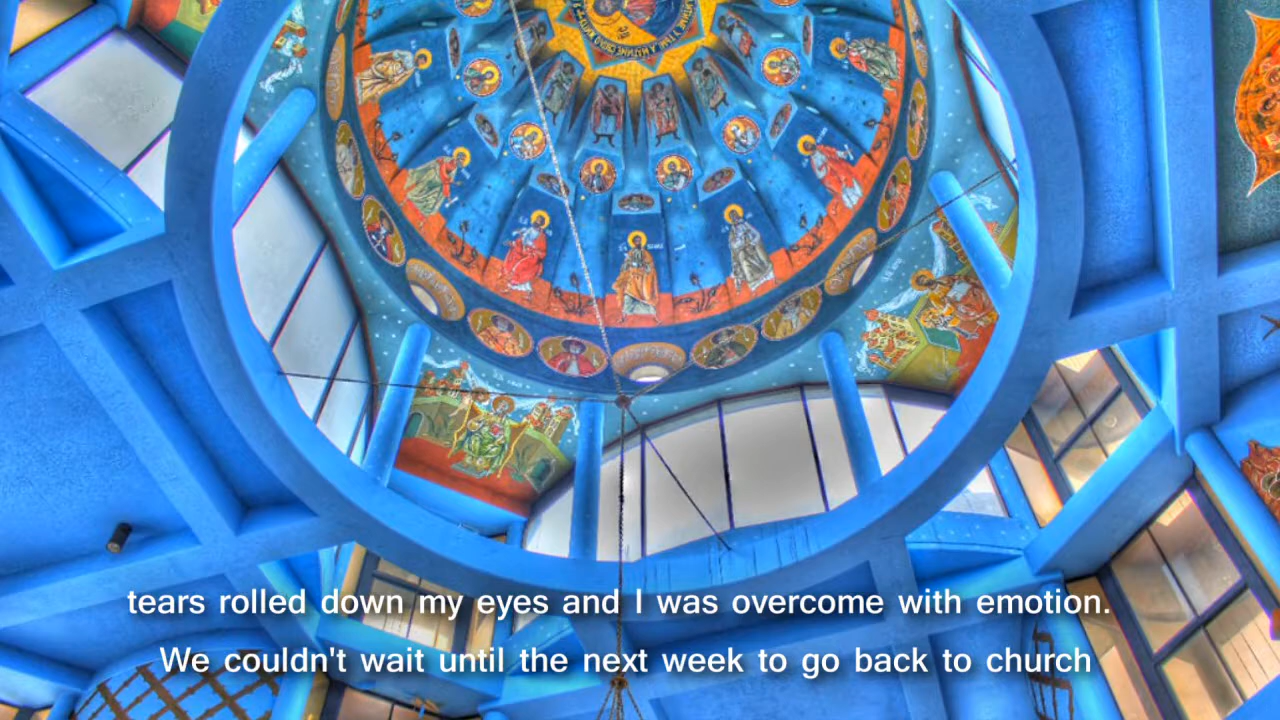 tears rolled down my eyes and I was overcome with emotion.
We couldn't wait until the next week to go back to church